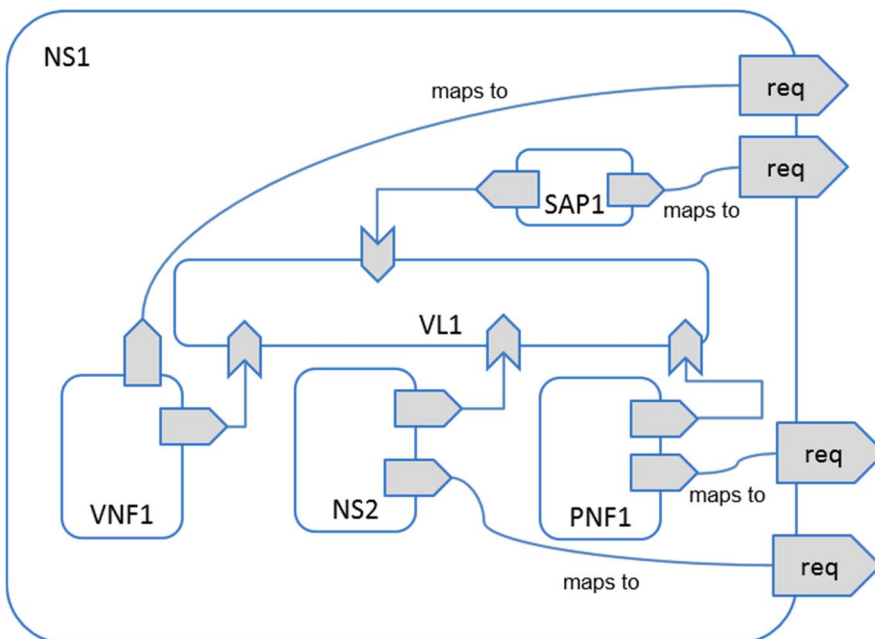 NS1
req
maps to
req
SAP1
maps to
VL1
req
VNF1
NS2
PNF1
maps to
req
maps to